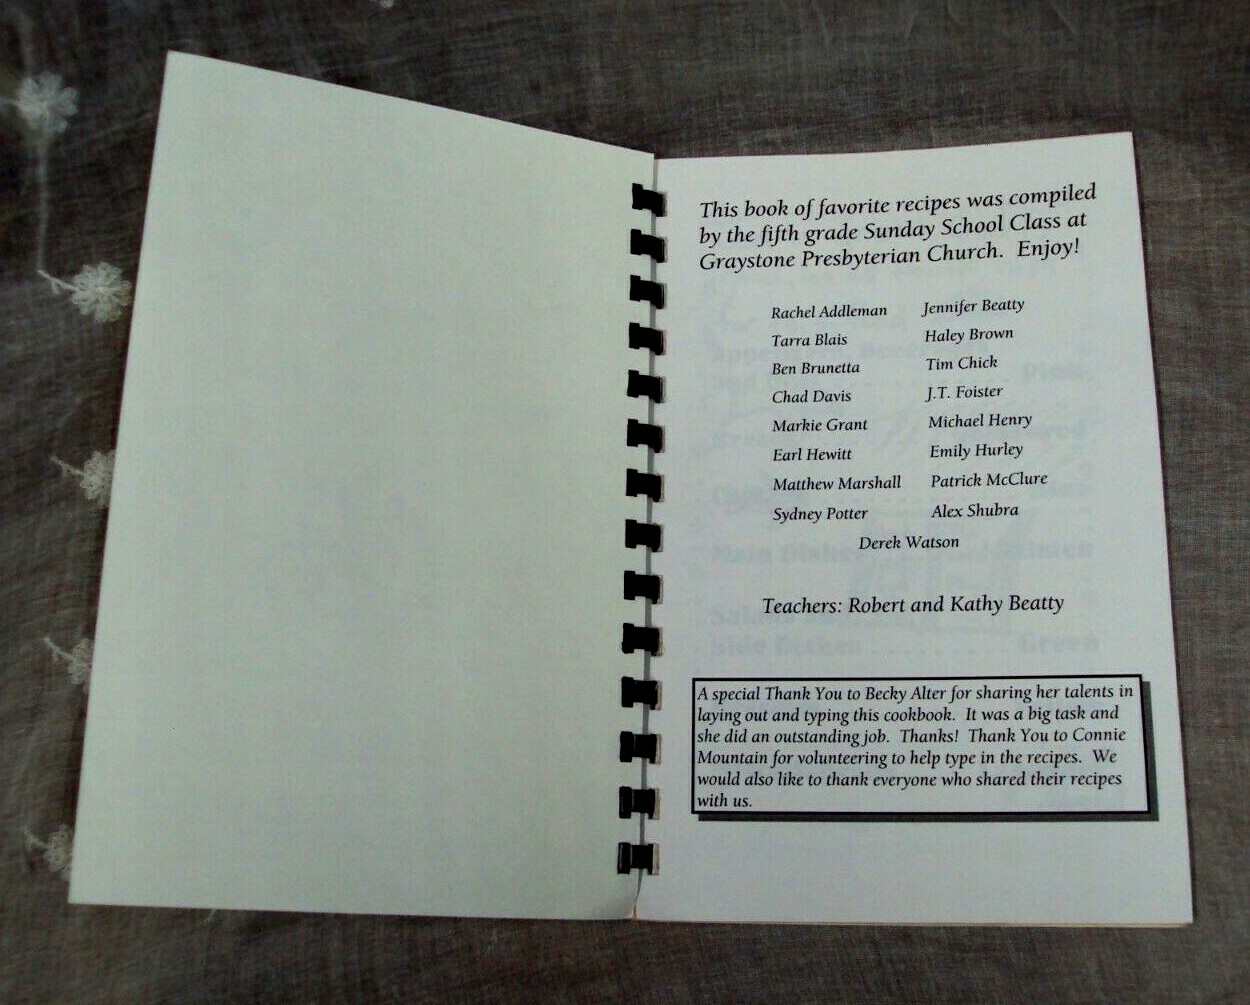 This book of favorite recipes was compiled
by the fifth grade Sunday School Class at
Graystone Presbyterian Church. Enjoy!
Rachel Addleman Jennifer Beatty
Tarra Blais Haley Brown
Ben Brunetta Tim Chick
Chad Davis J.T. Foister
Markie Grant Michael Henry
Earl Hewitt Emily Hurley
Matthew Marshall Patrick McClure
Sydney Potter Alex Shubra
Derek Watson
Teachers: Robert and Kathy Beatty
A special Thank You to Becky Alter for sharing her talents in
laying out and typing this cookbook. It was a big task and
she did an outstanding job. Thanks! Thank You to Connie
Mountain for volunteering to help type in the recipes. We
would also like to thank everyone who shared their recipes
with us.